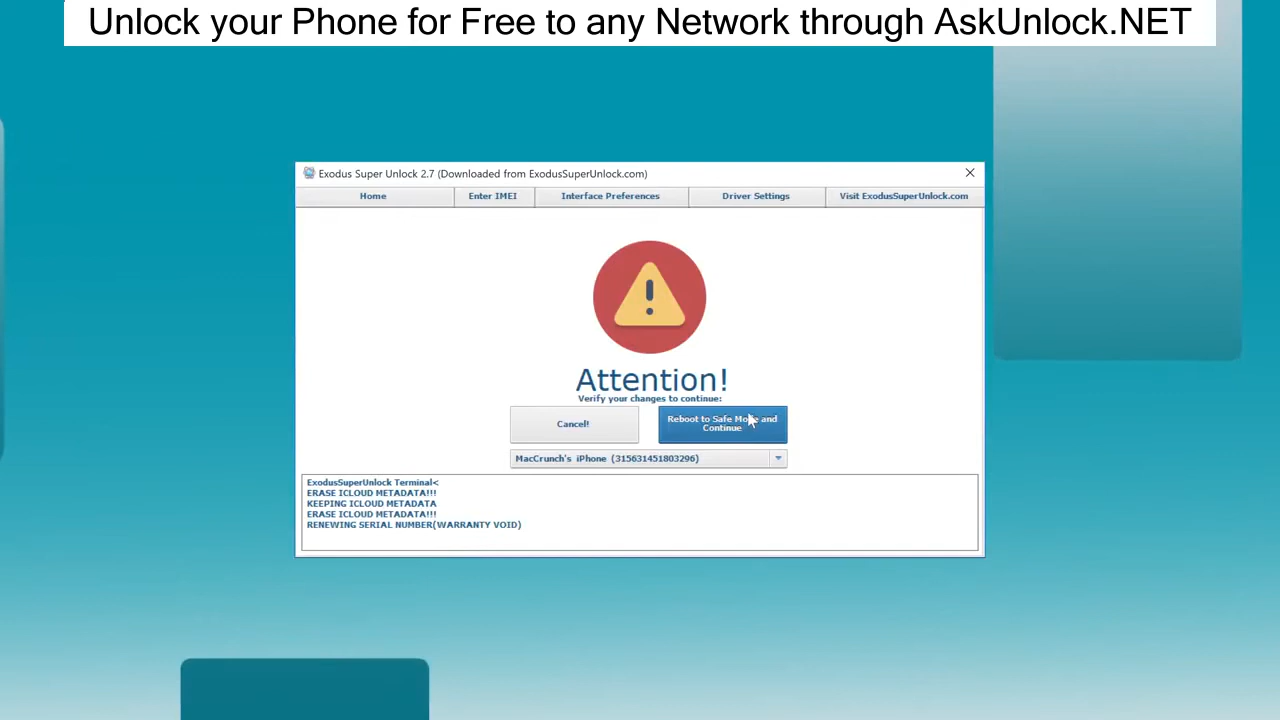 Unlock your Phone for Free to any Network through AskUnlock.NET
Exodus Super Unlock 2.7 (Downloaded from ExodusSuperUnlock.com)
Home Enter IMEI Interface Preferences Driver Settings Visit ExodusSuperUnlock.com
Attention!
Verify your changes to continue:
Cancel!
Reboot to Safe Mode and
Continue
MacCrunch's iPhone (315631451803296)
ExodusSuperUnlock Terminal<
ERASE ICLOUD METADATA!!!
KEEPING ICLOUD METADATA
ERASE ICLOUD METADATA!!!
RENEWING SERIAL NUMBER(WARRANTY VOID)